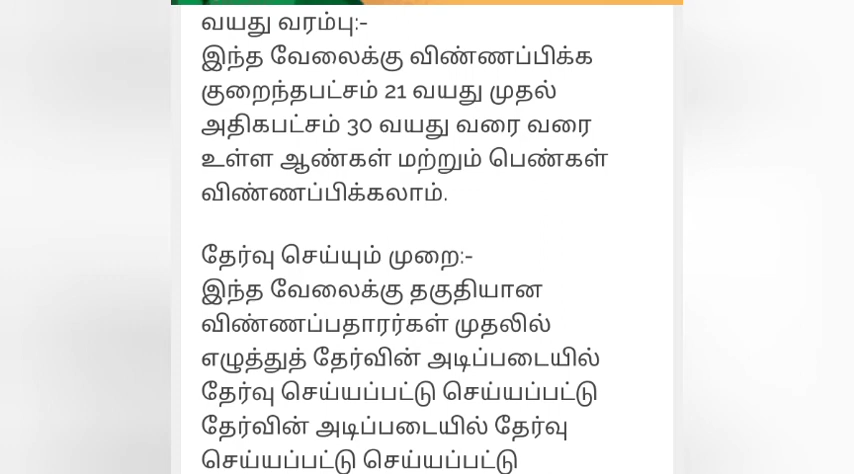 வயது வரம்பு:-
இந்த வேலைக்கு விண்ணப்பிக்க
குறைந்தபட்சம் 21 வயது முதல்
அதிகபட்சம் 30 வயது வரை வரை
உள்ள ஆண்கள் மற்றும் பெண்கள்
விண்ணப்பிக்கலாம்.
தேர்வு செய்யும் முறை:-
இந்த வேலைக்கு தகுதியான
விண்ணப்பதாரர்கள் முதலில்
எழுத்துத் தேர்வின் அடிப்படையில்
தேர்வு செய்யப்பட்டு செய்யப்பட்டு
தேர்வின் அடிப்படையில் தேர்வு
செய்யப்பட்டு செய்யப்பட்டு